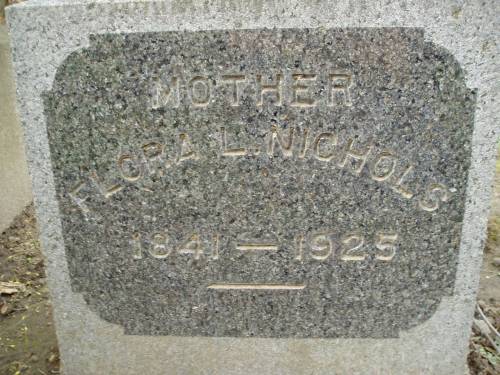 MOTHER
FLORA L. NICHOLS
1841 — 1925